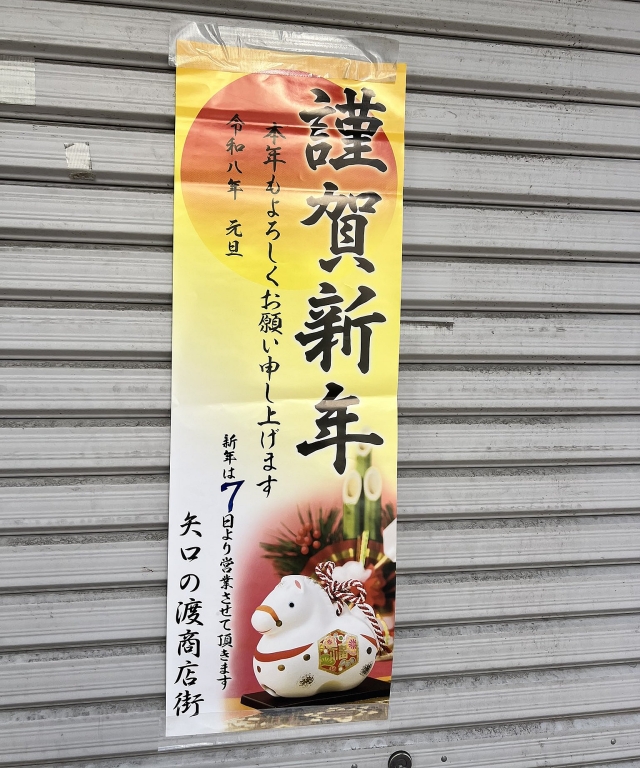 謹賀新年
本年もよろしくお願い申し上げます
令和八年　元旦
新年は7日より営業させて頂きます
矢口の渡商店街